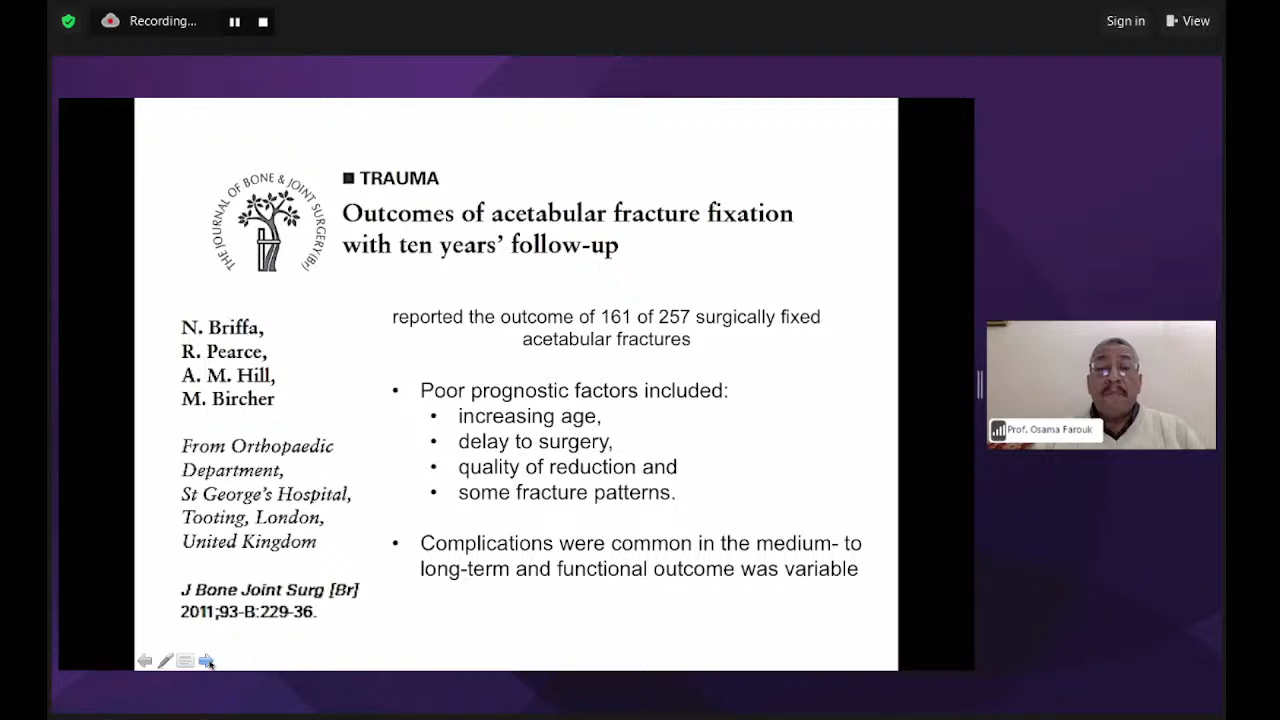 Recording...
Sign in
View
THE JOURNAL OF BONE & JOINT SURGERY (Br)
TRAUMA
Outcomes of acetabular fracture fixation
with ten years’ follow-up
N. Briffa,
R. Pearce,
A. M. Hill,
M. Bircher
From Orthopaedic
Department,
St George’s Hospital,
Tooting, London,
United Kingdom
J Bone Joint Surg [Br]
2011;93-B:229-36.
reported the outcome of 161 of 257 surgically fixed
acetabular fractures
• Poor prognostic factors included:
• increasing age,
• delay to surgery,
• quality of reduction and
• some fracture patterns.
• Complications were common in the medium- to
long-term and functional outcome was variable
Prof. Osama Farouk